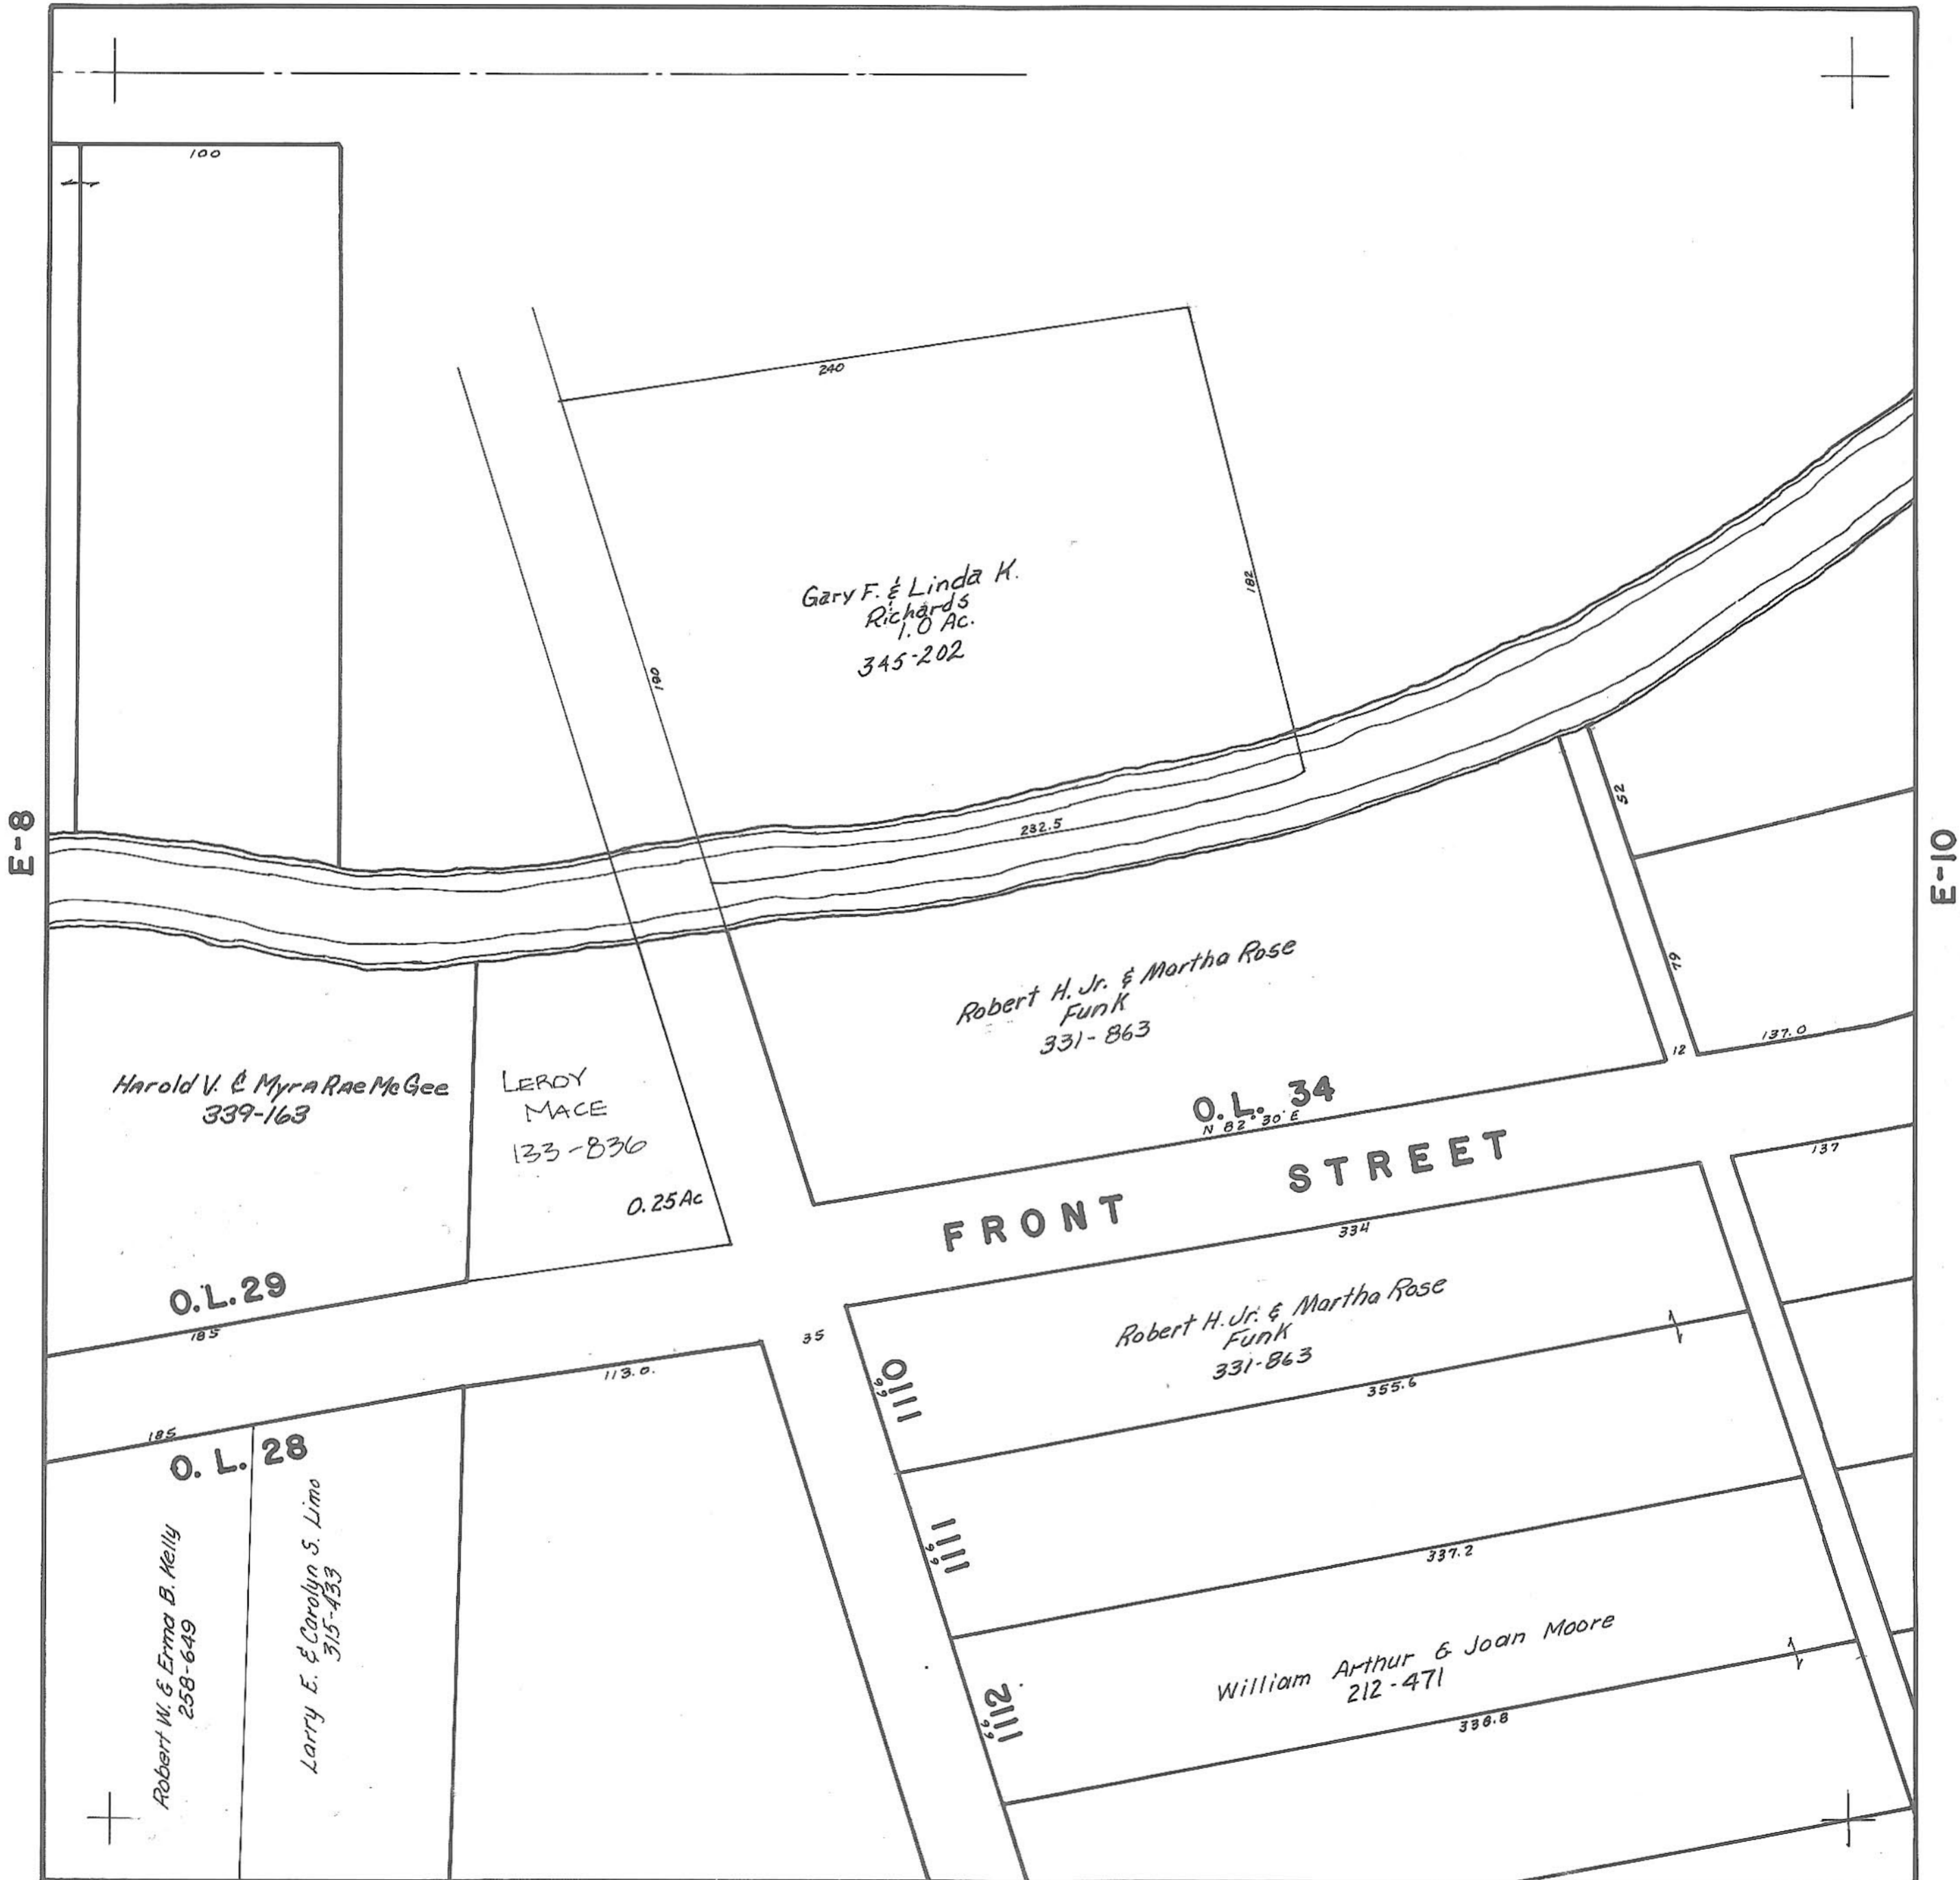 100
240
Gary F. & Linda K.
Richards
1.0 Ac.
345-202
182
190
232.5
E-8
E-10
52
79
Robert H. Jr. & Martha Rose
Funk
331-863
12
137.0
Harold V. & Myra Rae McGee
339-163
LEROY
MACE
133-836
0.25 Ac
O.L. 34
N 82° 30' E
FRONT STREET
137
O.L. 29
185
334
Robert H. Jr. & Martha Rose
Funk
331-863
35
113.0.
1110
66
355.6
185
O. L. 28
Robert W. & Erma B. Kelly
258-649
Larry E. & Carolyn S. Limo
315-433
1111
66
337.2
William Arthur & Joan Moore
212-471
1112
66
338.8